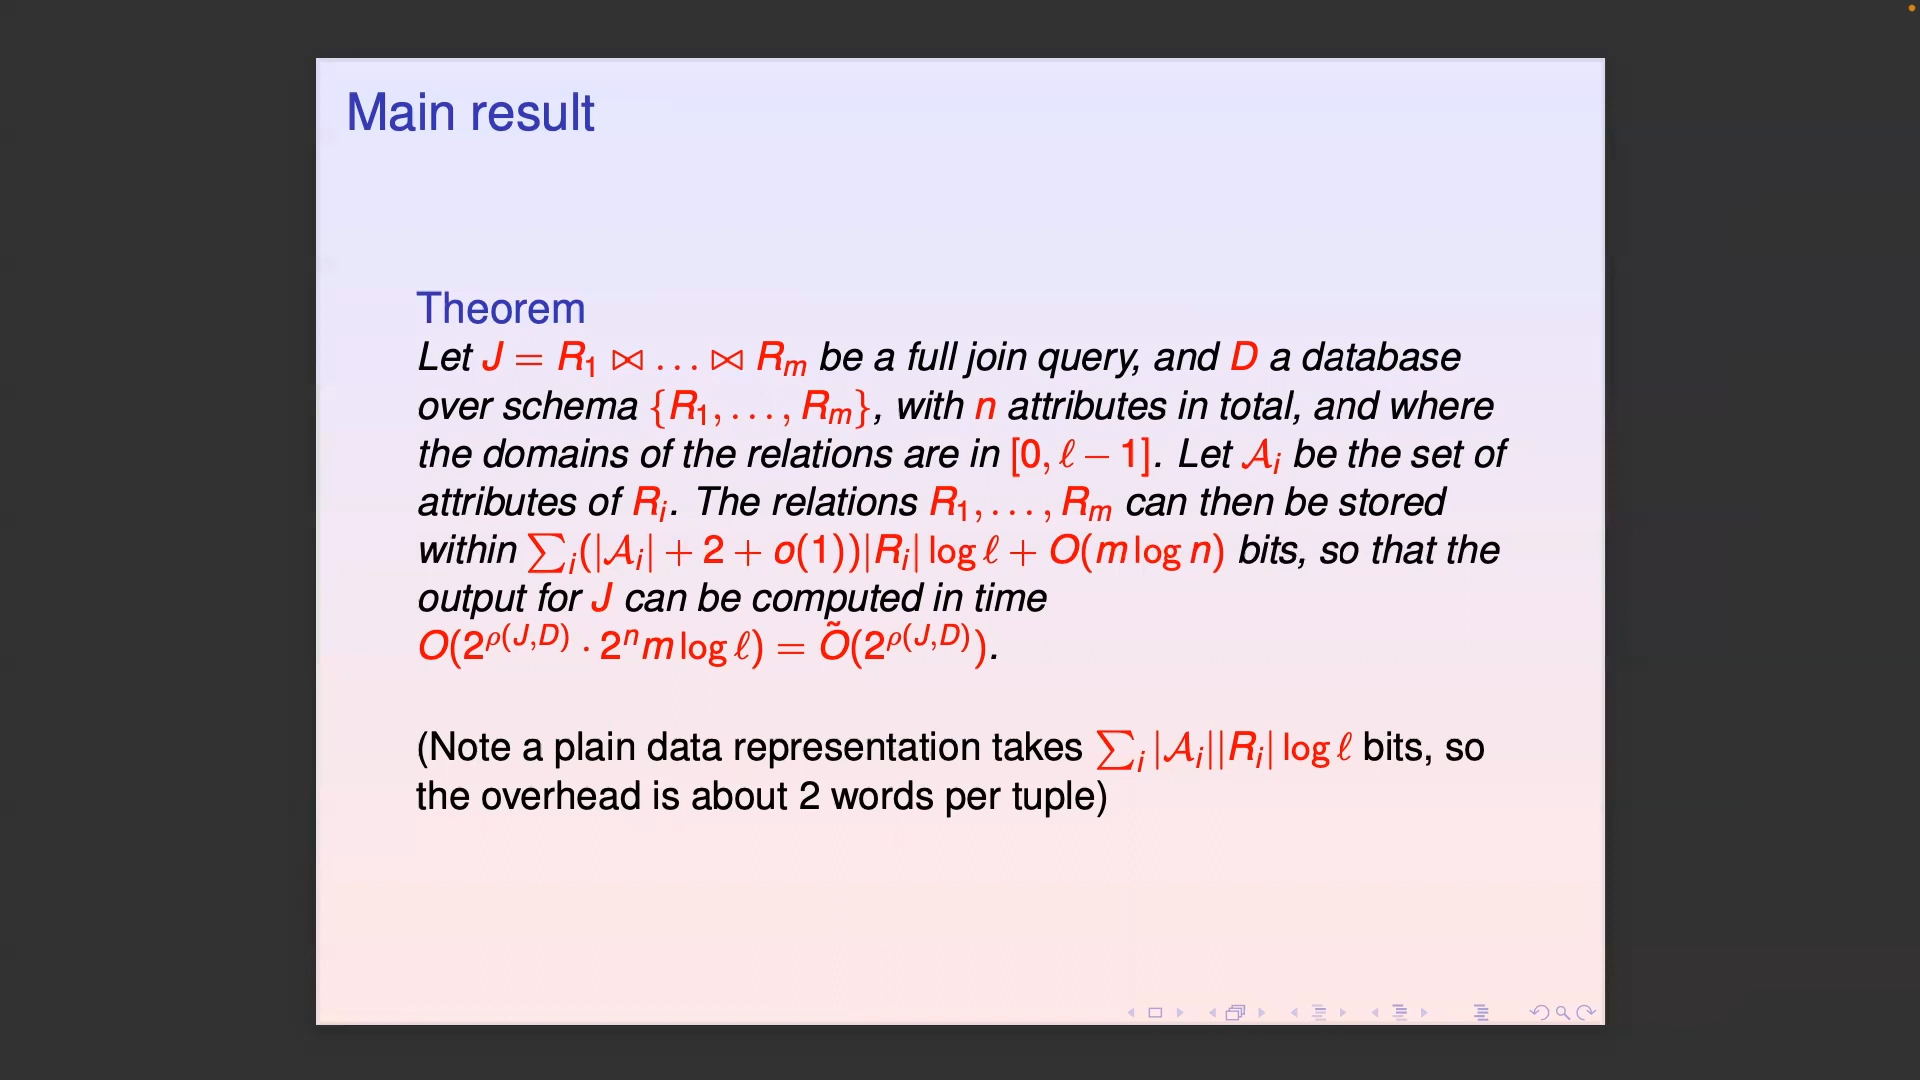 Main result
Theorem
Let J = R₁ ⋈ … ⋈ Rₘ be a full join query, and D a database
over schema {R₁, …, Rₘ}, with n attributes in total, and where
the domains of the relations are in [0, ℓ − 1]. Let 𝒜ᵢ be the set of
attributes of Rᵢ. The relations R₁, …, Rₘ can then be stored
within ∑ᵢ(|𝒜ᵢ| + 2 + o(1))|Rᵢ| log ℓ + O(m log n) bits, so that the
output for J can be computed in time
O(2^{ρ(J,D)} · 2ⁿm log ℓ) = Õ(2^{ρ(J,D)}).
(Note a plain data representation takes ∑ᵢ |𝒜ᵢ||Rᵢ| log ℓ bits, so
the overhead is about 2 words per tuple)